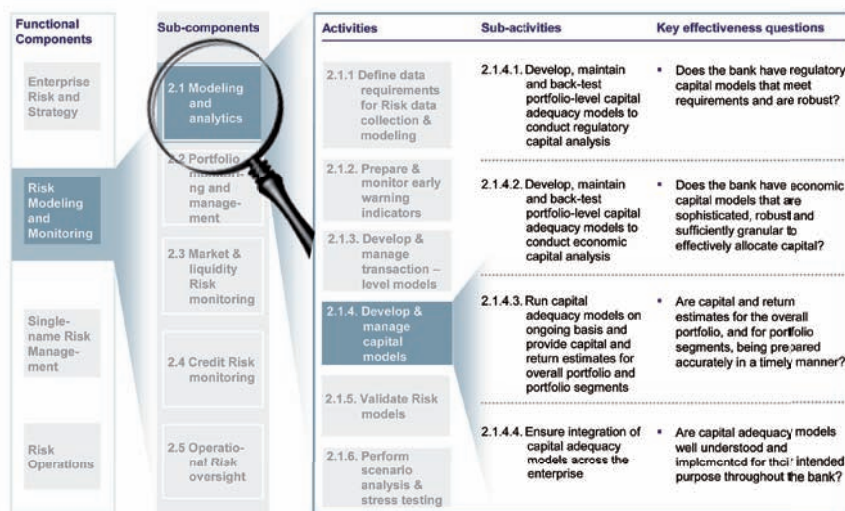 Functional
Components
Enterprise
Risk and
Strategy
Risk
Modeling
and
Monitoring
Single-
name Risk
Manage-
ment
Risk
Operations
Sub-components
2.1 Modeling
and
analytics
2.2 Portfolio
monitor-
ing and
manage-
ment
2.3 Market &
liquidity
Risk
monitoring
2.4 Credit Risk
monitoring
2.5 Operatio-
nal Risk
oversight
Activities
2.1.1 Define data
requirements
for Risk data
collection &
modeling
2.1.2. Prepare &
monitor early
warning
indicators
2.1.3. Develop &
manage
transaction –
level models
2.1.4. Develop &
manage
capital
models
2.1.5. Validate Risk
models
2.1.6. Perform
scenario
analysis &
stress testing
Sub-activities
2.1.4.1. Develop, maintain
and back-test
portfolio-level capital
adequacy models to
conduct regulatory
capital analysis
2.1.4.2. Develop, maintain
and back-test
portfolio-level capital
adequacy models to
conduct economic
capital analysis
2.1.4.3. Run capital
adequacy models on
ongoing basis and
provide capital and
return estimates for
overall portfolio and
portfolio segments
2.1.4.4. Ensure integration of
capital adequacy
models across the
enterprise
Key effectiveness questions
▪ Does the bank have regulatory
capital models that meet
requirements and are robust?
▪ Does the bank have economic
capital models that are
sophisticated, robust and
sufficiently granular to
effectively allocate capital?
▪ Are capital and return
estimates for the overall
portfolio, and for portfolio
segments, being prepared
accurately in a timely manner?
▪ Are capital adequacy models
well understood and
implemented for their intended
purpose throughout the bank?